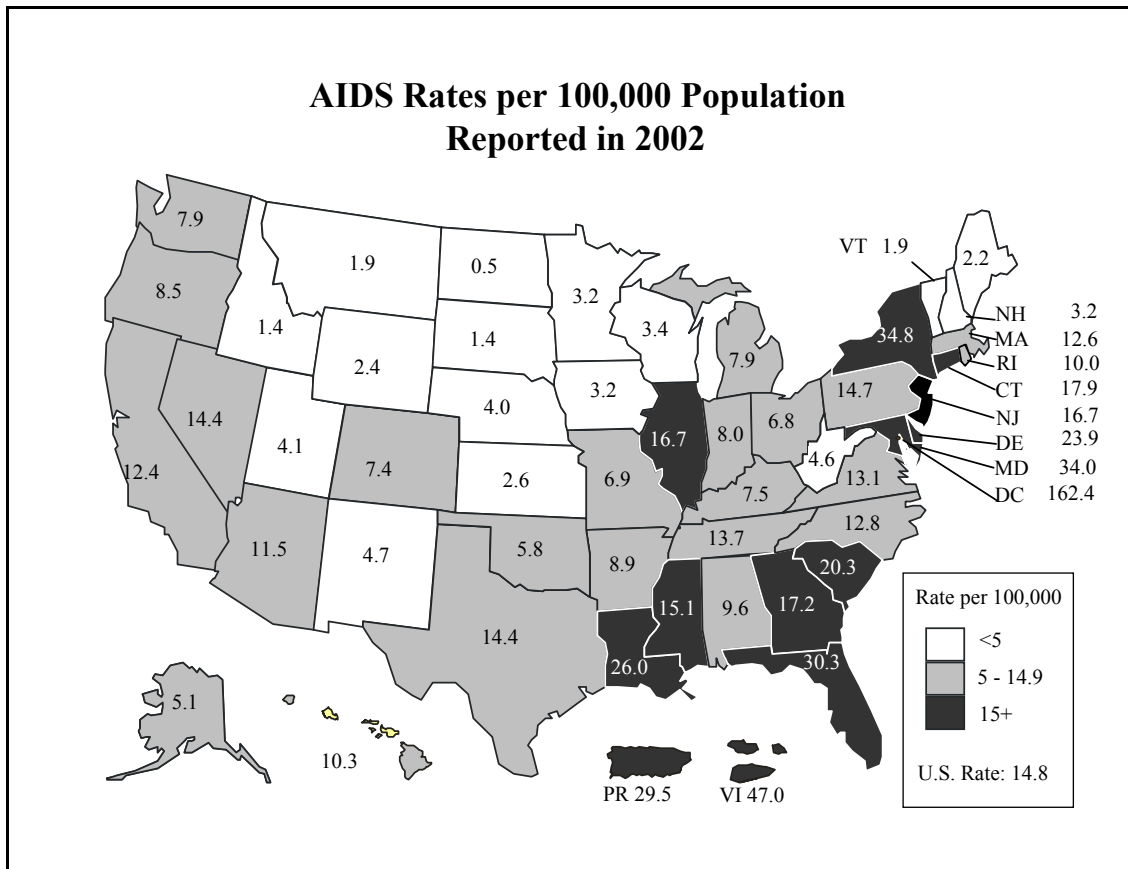 AIDS Rates per 100,000 Population
Reported in 2002
7.9
VT 1.9
2.2
1.9
0.5
8.5
3.2
NH 3.2
1.4
1.4
3.4
34.8
MA 12.6
7.9
RI 10.0
2.4
CT 17.9
3.2
14.7
4.0
14.4
NJ 16.7
6.8
16.7
8.0
DE 23.9
4.1
4.6
12.4
7.4
MD 34.0
6.9
13.1
2.6
7.5
DC 162.4
12.8
13.7
11.5
4.7
5.8
8.9
20.3
15.1
9.6
17.2
Rate per 100,000
14.4
<5
26.0
30.3
5 - 14.9
5.1
15+
10.3
U.S. Rate: 14.8
PR 29.5
VI 47.0